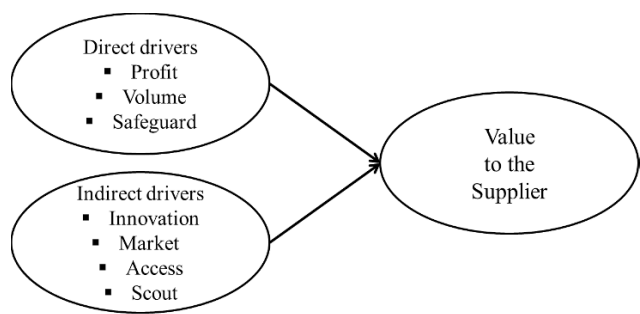 Direct drivers
▪ Profit
▪ Volume
▪ Safeguard
Indirect drivers
▪ Innovation
▪ Market
▪ Access
▪ Scout
Value
to the
Supplier